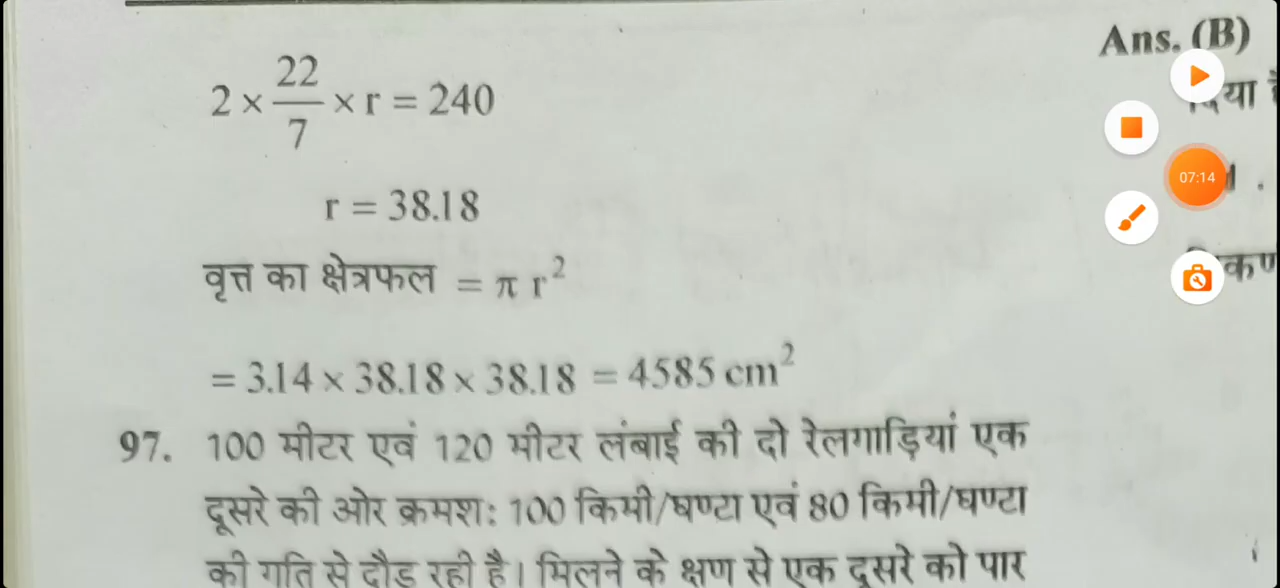 Ans. (B)
2 × 22/7 × r = 240
r = 38.18
07:14
वृत्त का क्षेत्रफल = π r²
= 3.14 × 38.18 × 38.18 = 4585 cm²
97. 100 मीटर एवं 120 मीटर लंबाई की दो रेलगाड़ियां एक
दूसरे की ओर क्रमशः 100 किमी/घण्टा एवं 80 किमी/घण्टा
की गति से दौड़ रही है। मिलने के क्षण से एक दूसरे को पार